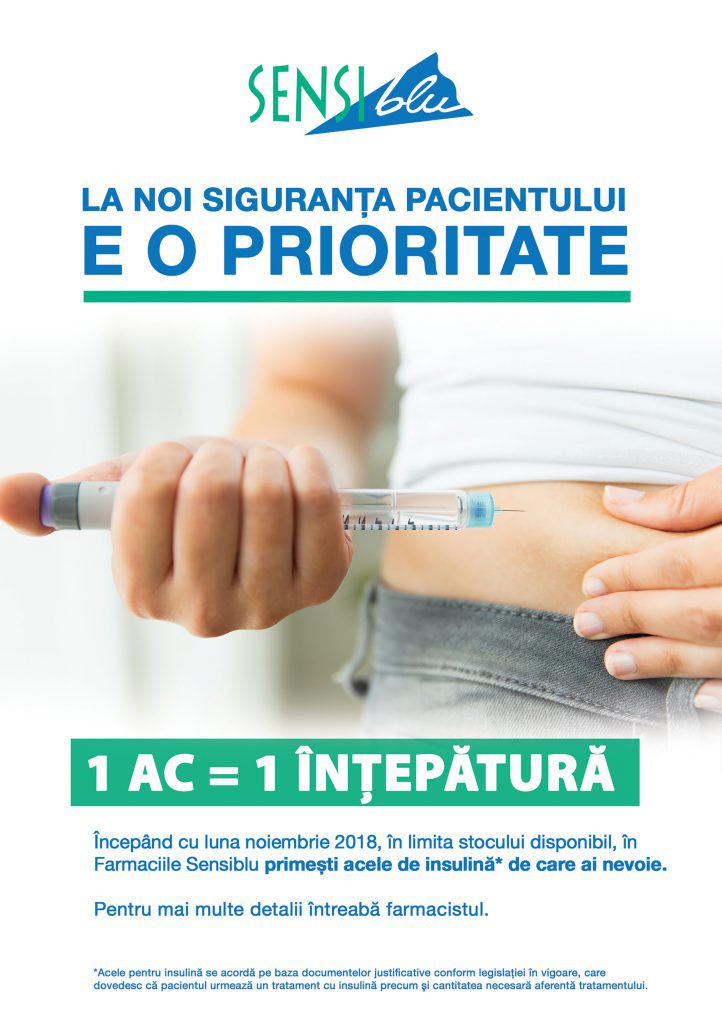 SENSIblu
LA NOI SIGURANȚA PACIENTULUI
E O PRIORITATE
1 AC = 1 ÎNȚEPĂTURĂ
Începând cu luna noiembrie 2018, în limita stocului disponibil, în
Farmaciile Sensiblu primești acele de insulină* de care ai nevoie.
Pentru mai multe detalii întreabă farmacistul.
*Acele pentru insulină se acordă pe baza documentelor justificative conform legislației în vigoare, care
dovedesc că pacientul urmează un tratament cu insulină precum şi cantitatea necesară aferentă tratamentului.